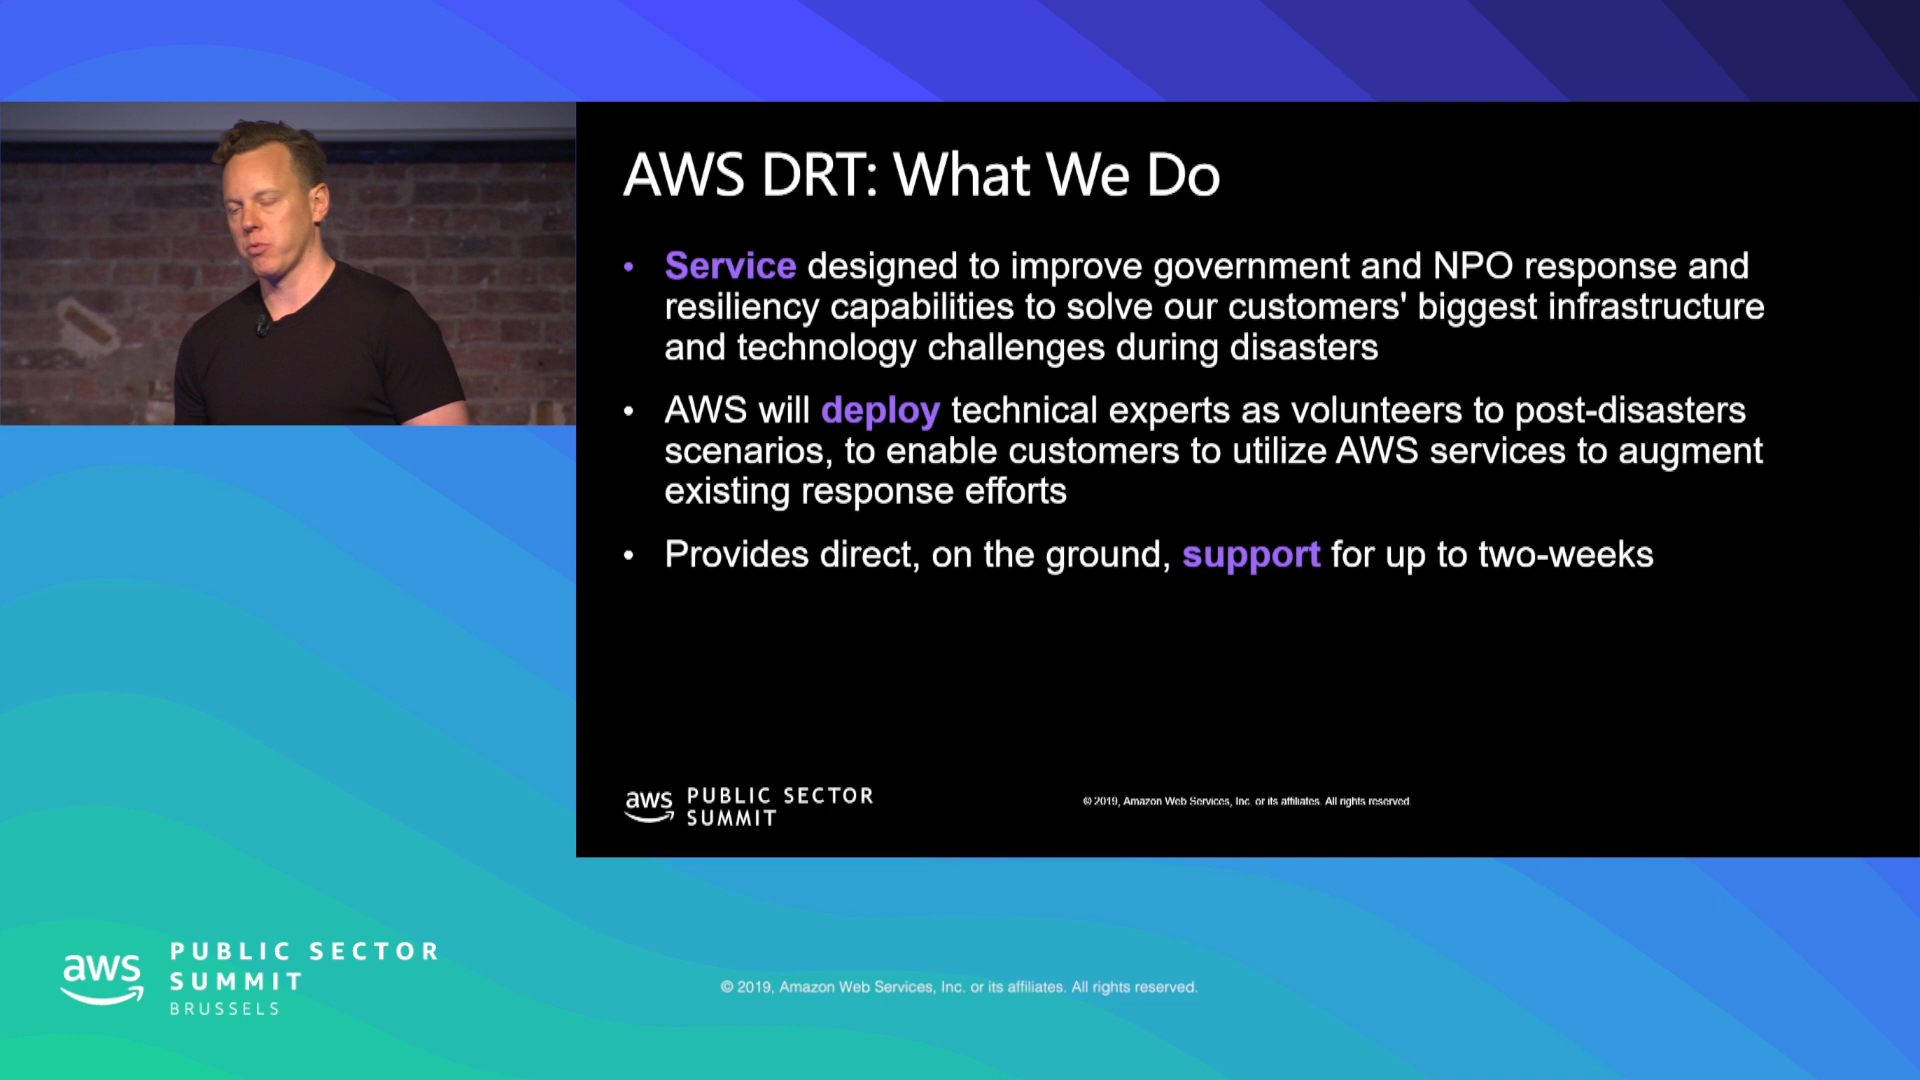 AWS DRT: What We Do
• Service designed to improve government and NPO response and
resiliency capabilities to solve our customers' biggest infrastructure
and technology challenges during disasters
• AWS will deploy technical experts as volunteers to post-disasters
scenarios, to enable customers to utilize AWS services to augment
existing response efforts
• Provides direct, on the ground, support for up to two-weeks
aws PUBLIC SECTOR
SUMMIT
© 2019, Amazon Web Services, Inc. or its affiliates. All rights reserved.
aws PUBLIC SECTOR
SUMMIT
BRUSSELS
© 2019, Amazon Web Services, Inc. or its affiliates. All rights reserved.